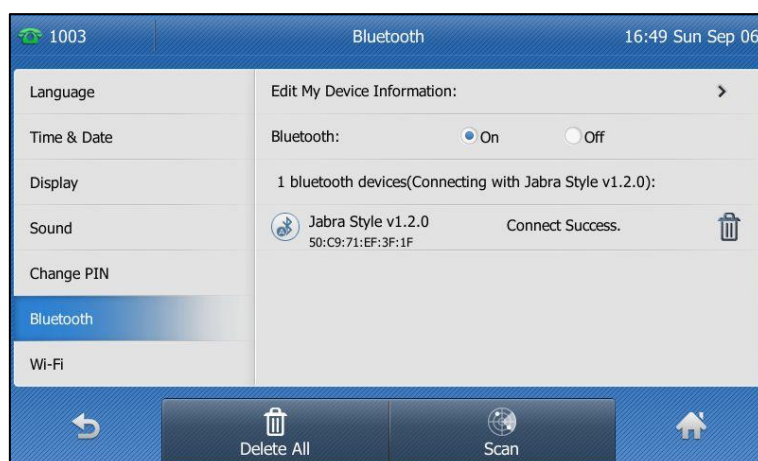 1003
Bluetooth
16:49 Sun Sep 06
Language
Time & Date
Display
Sound
Change PIN
Bluetooth
Wi-Fi
Edit My Device Information:
Bluetooth: On Off
1 bluetooth devices(Connecting with Jabra Style v1.2.0):
Jabra Style v1.2.0 Connect Success.
50:C9:71:EF:3F:1F
Delete All
Scan